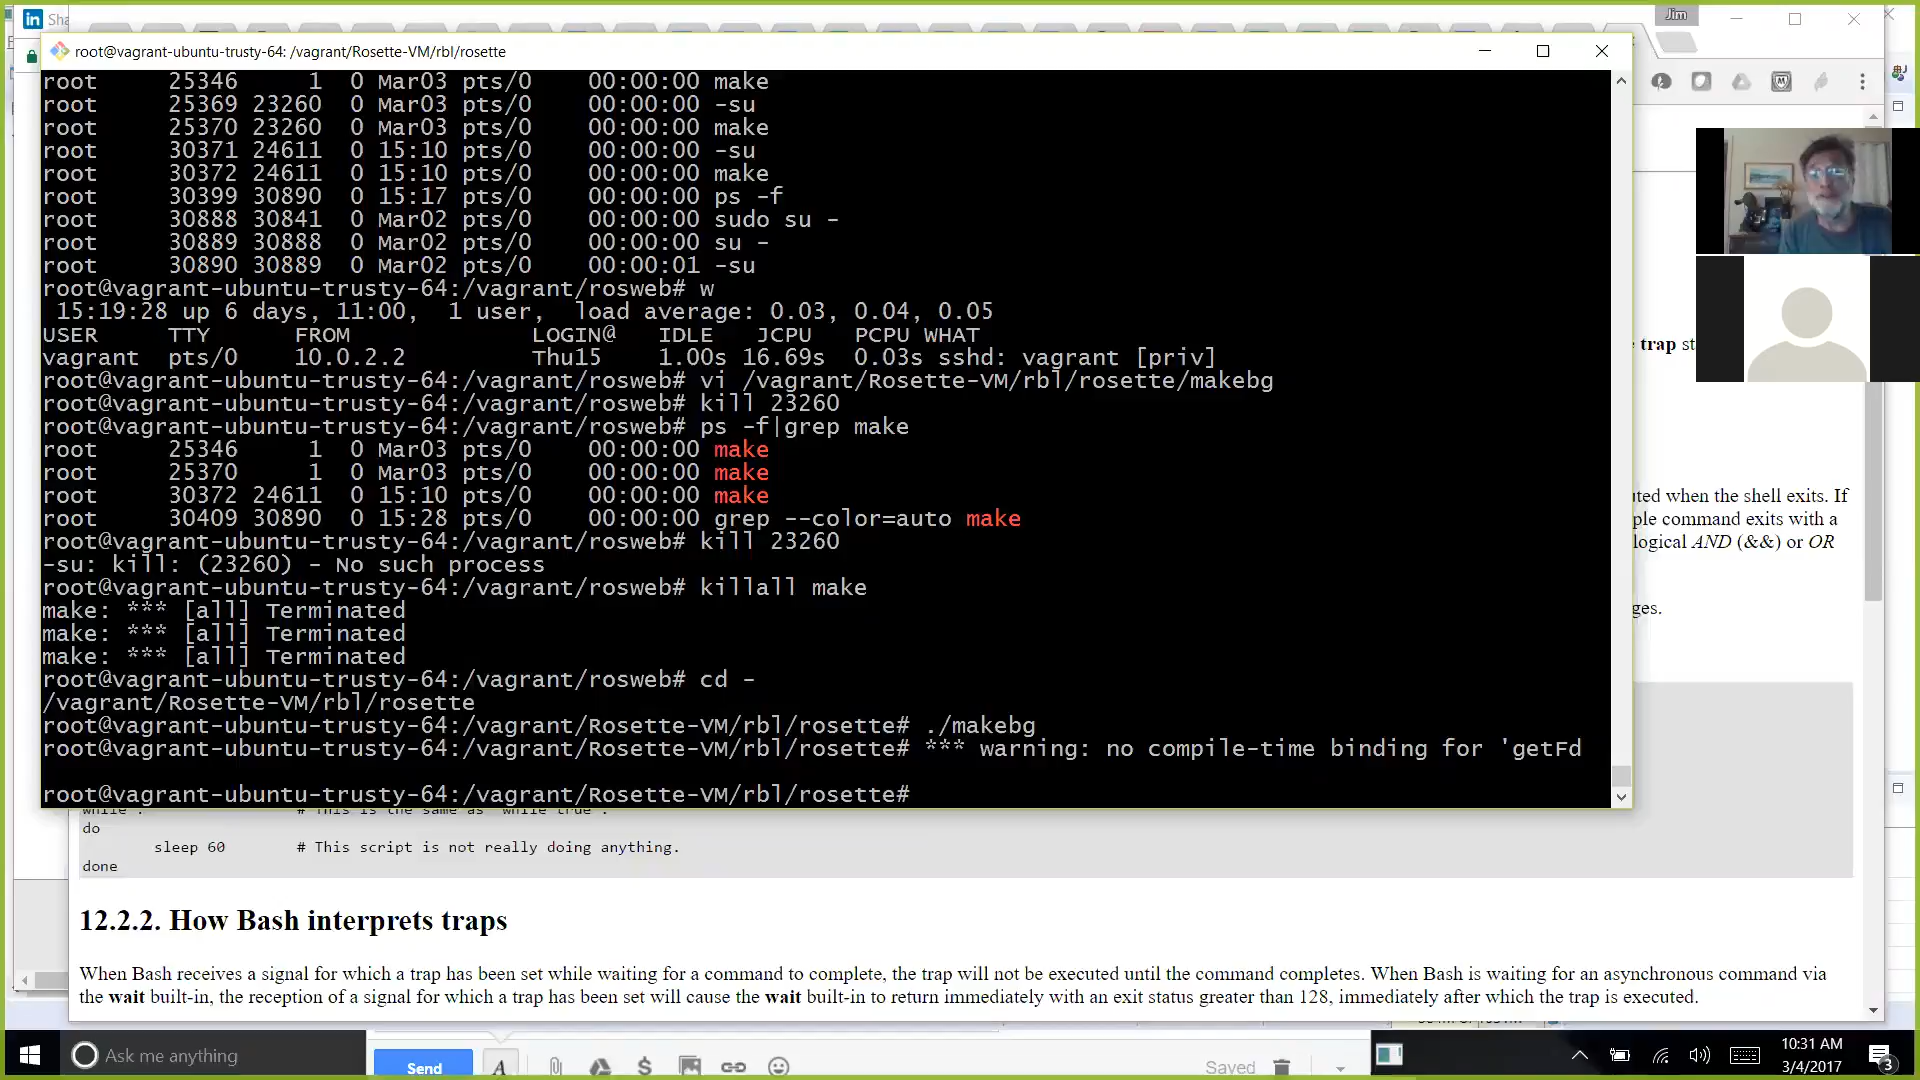 Sha
Jim
root@vagrant-ubuntu-trusty-64: /vagrant/Rosette-VM/rbl/rosette
root 25346 1 0 Mar03 pts/0 00:00:00 make
root 25369 23260 0 Mar03 pts/0 00:00:00 -su
root 25370 23260 0 Mar03 pts/0 00:00:00 make
root 30371 24611 0 15:10 pts/0 00:00:00 -su
root 30372 24611 0 15:10 pts/0 00:00:00 make
root 30399 30890 0 15:17 pts/0 00:00:00 ps -f
root 30888 30841 0 Mar02 pts/0 00:00:00 sudo su -
root 30889 30888 0 Mar02 pts/0 00:00:00 su -
root 30890 30889 0 Mar02 pts/0 00:00:01 -su
root@vagrant-ubuntu-trusty-64:/vagrant/rosweb# w
15:19:28 up 6 days, 11:00, 1 user, load average: 0.03, 0.04, 0.05
USER TTY FROM LOGIN@ IDLE JCPU PCPU WHAT
vagrant pts/0 10.0.2.2 Thu15 1.00s 16.69s 0.03s sshd: vagrant [priv]
root@vagrant-ubuntu-trusty-64:/vagrant/rosweb# vi /vagrant/Rosette-VM/rbl/rosette/makebg
root@vagrant-ubuntu-trusty-64:/vagrant/rosweb# kill 23260
root@vagrant-ubuntu-trusty-64:/vagrant/rosweb# ps -f|grep make
root 25346 1 0 Mar03 pts/0 00:00:00 make
root 25370 1 0 Mar03 pts/0 00:00:00 make
root 30372 24611 0 15:10 pts/0 00:00:00 make
root 30409 30890 0 15:28 pts/0 00:00:00 grep --color=auto make
root@vagrant-ubuntu-trusty-64:/vagrant/rosweb# kill 23260
-su: kill: (23260) - No such process
root@vagrant-ubuntu-trusty-64:/vagrant/rosweb# killall make
make: *** [all] Terminated
make: *** [all] Terminated
make: *** [all] Terminated
root@vagrant-ubuntu-trusty-64:/vagrant/rosweb# cd -
/vagrant/Rosette-VM/rbl/rosette
root@vagrant-ubuntu-trusty-64:/vagrant/Rosette-VM/rbl/rosette# ./makebg
root@vagrant-ubuntu-trusty-64:/vagrant/Rosette-VM/rbl/rosette# *** warning: no compile-time binding for 'getFd
root@vagrant-ubuntu-trusty-64:/vagrant/Rosette-VM/rbl/rosette#
trap st
uted when the shell exits. If
ple command exits with a
logical AND (&&) or OR
ges.
while : # This is the same as "while true".
do
sleep 60 # This script is not really doing anything.
done
12.2.2. How Bash interprets traps
When Bash receives a signal for which a trap has been set while waiting for a command to complete, the trap will not be executed until the command completes. When Bash is waiting for an asynchronous command via
the wait built-in, the reception of a signal for which a trap has been set will cause the wait built-in to return immediately with an exit status greater than 128, immediately after which the trap is executed.
Ask me anything
Send
Saved
10:31 AM
3/4/2017
3